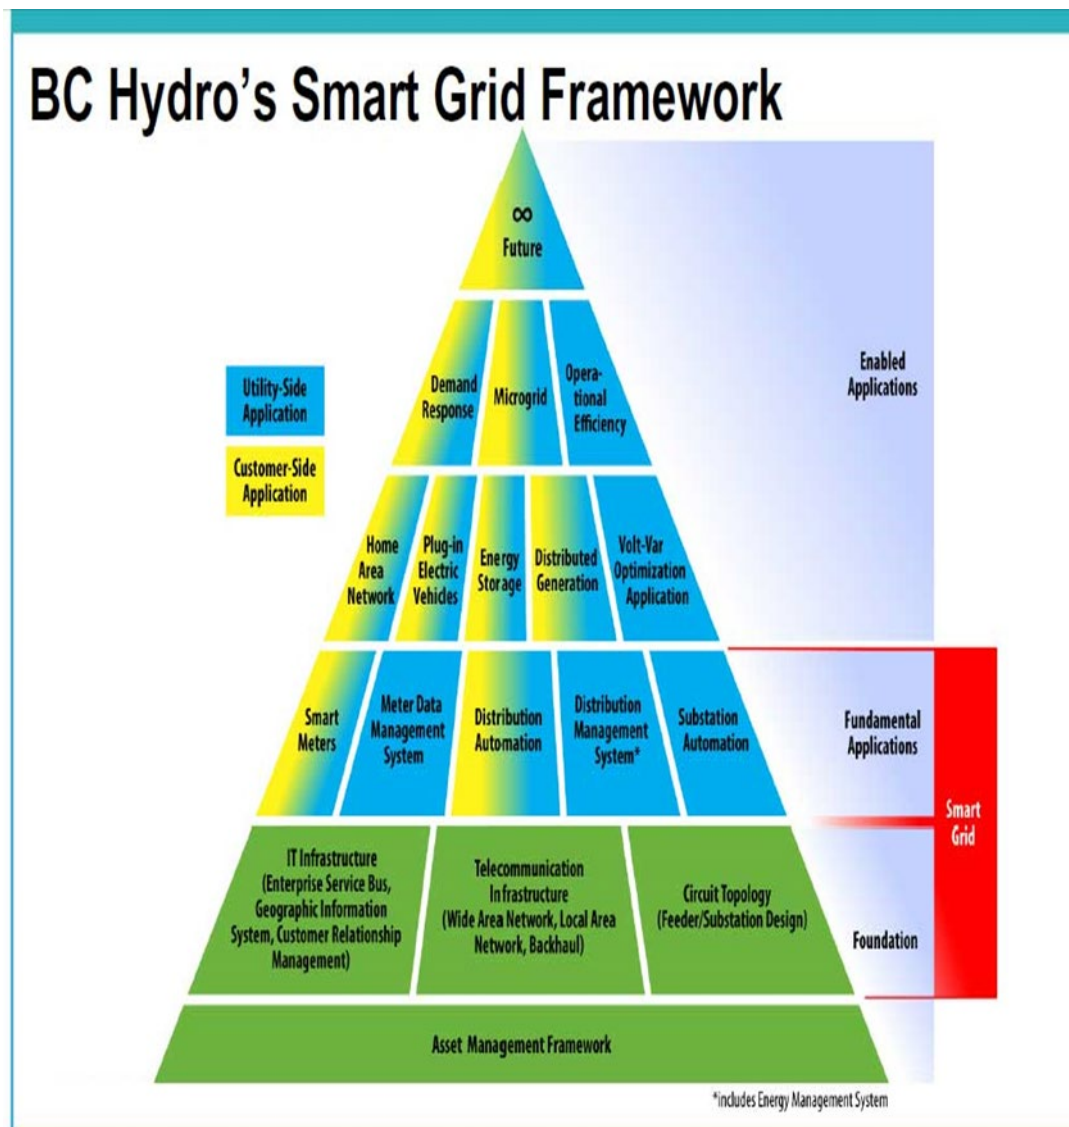 BC Hydro's Smart Grid Framework
∞
Future
Utility-Side
Application
Customer-Side
Application
Demand
Response
Microgrid
Opera-
tional
Efficiency
Enabled
Applications
Home
Area
Network
Plug-in
Electric
Vehicles
Energy
Storage
Distributed
Generation
Volt-Var
Optimization
Application
Smart
Meters
Meter Data
Management
System
Distribution
Automation
Distribution
Management
System*
Substation
Automation
Fundamental
Applications
Smart
Grid
IT Infrastructure
(Enterprise Service Bus,
Geographic Information
System, Customer Relationship
Management)
Telecommunication
Infrastructure
(Wide Area Network, Local Area
Network, Backhaul)
Circuit Topology
(Feeder/Substation Design)
Foundation
Asset Management Framework
*includes Energy Management System